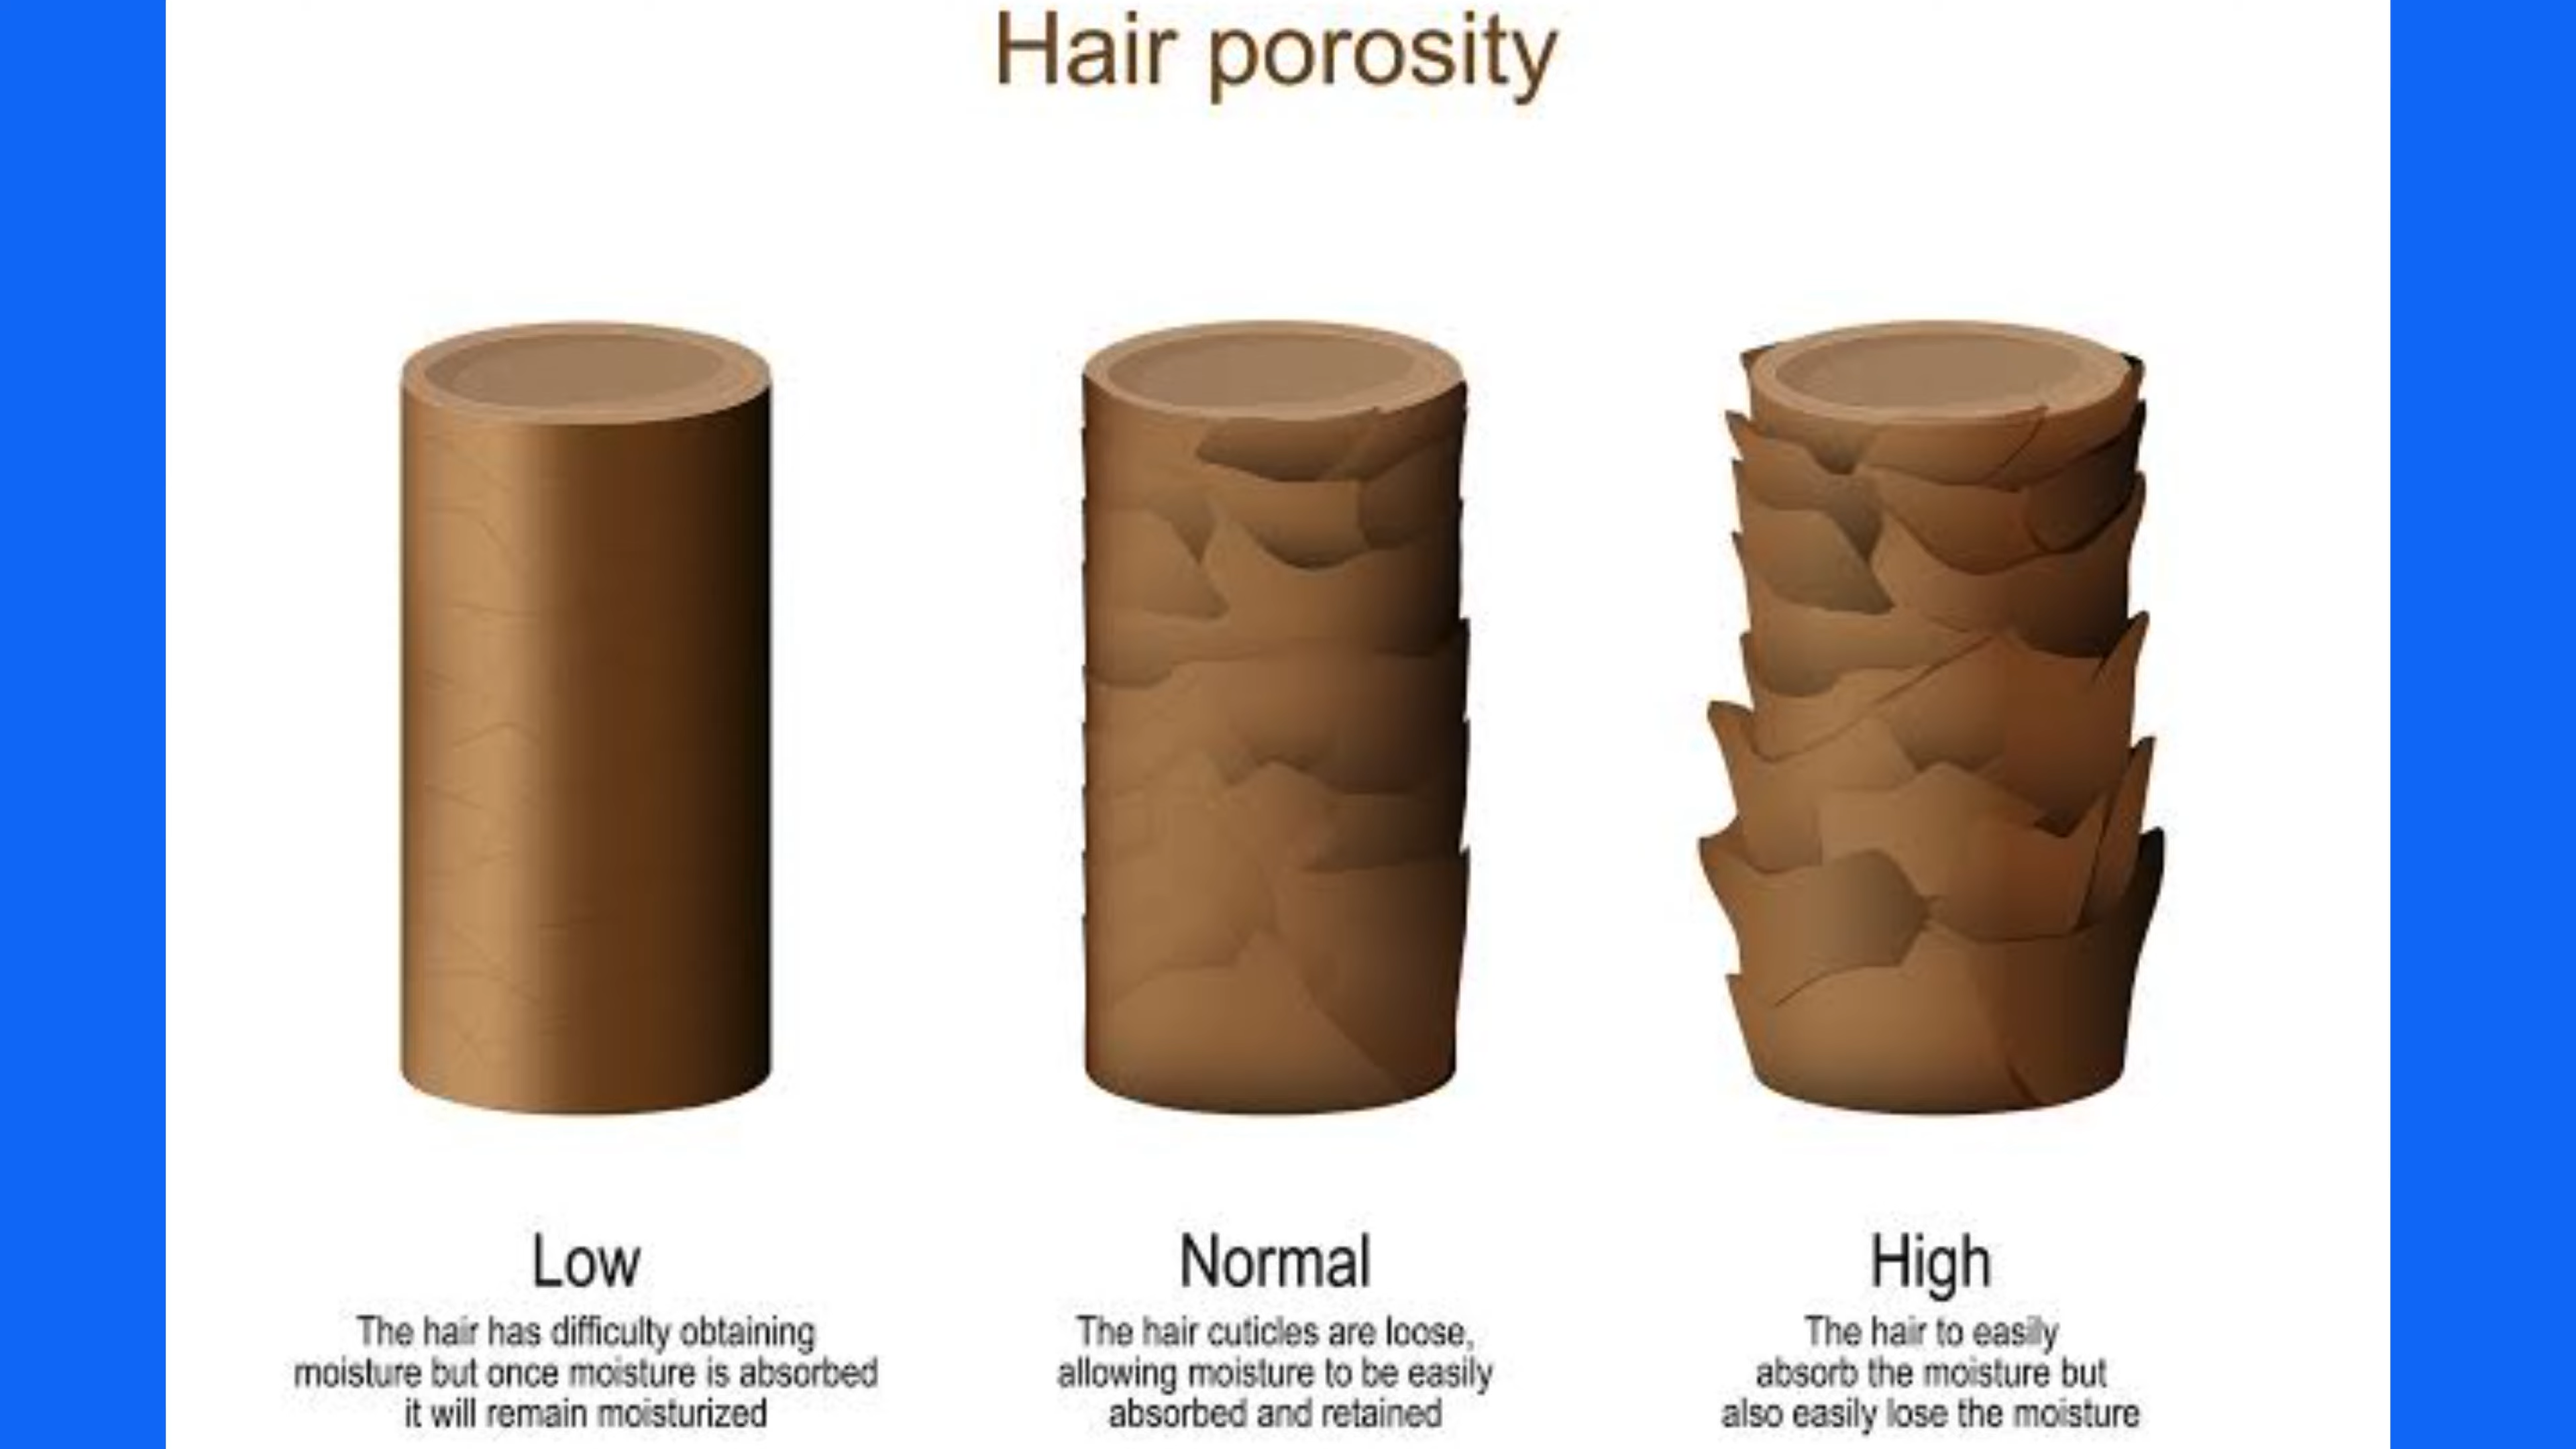 Hair porosity
Low
The hair has difficulty obtaining
moisture but once moisture is absorbed
it will remain moisturized
Normal
The hair cuticles are loose,
allowing moisture to be easily
absorbed and retained
High
The hair to easily
absorb the moisture but
also easily lose the moisture